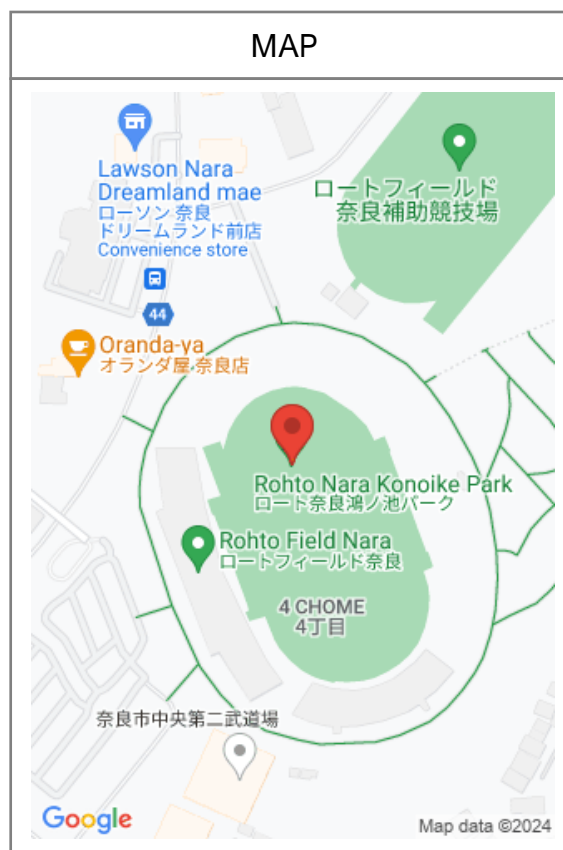 MAP
Lawson Nara
Dreamland mae
ローソン 奈良
ドリームランド前店
Convenience store
ロートフィールド
奈良補助競技場
44
Oranda-ya
オランダ屋 奈良店
Rohto Nara Konoike Park
ロート奈良鴻ノ池パーク
Rohto Field Nara
ロートフィールド奈良
4 CHOME
4丁目
奈良市中央第二武道場
Google
Map data ©2024